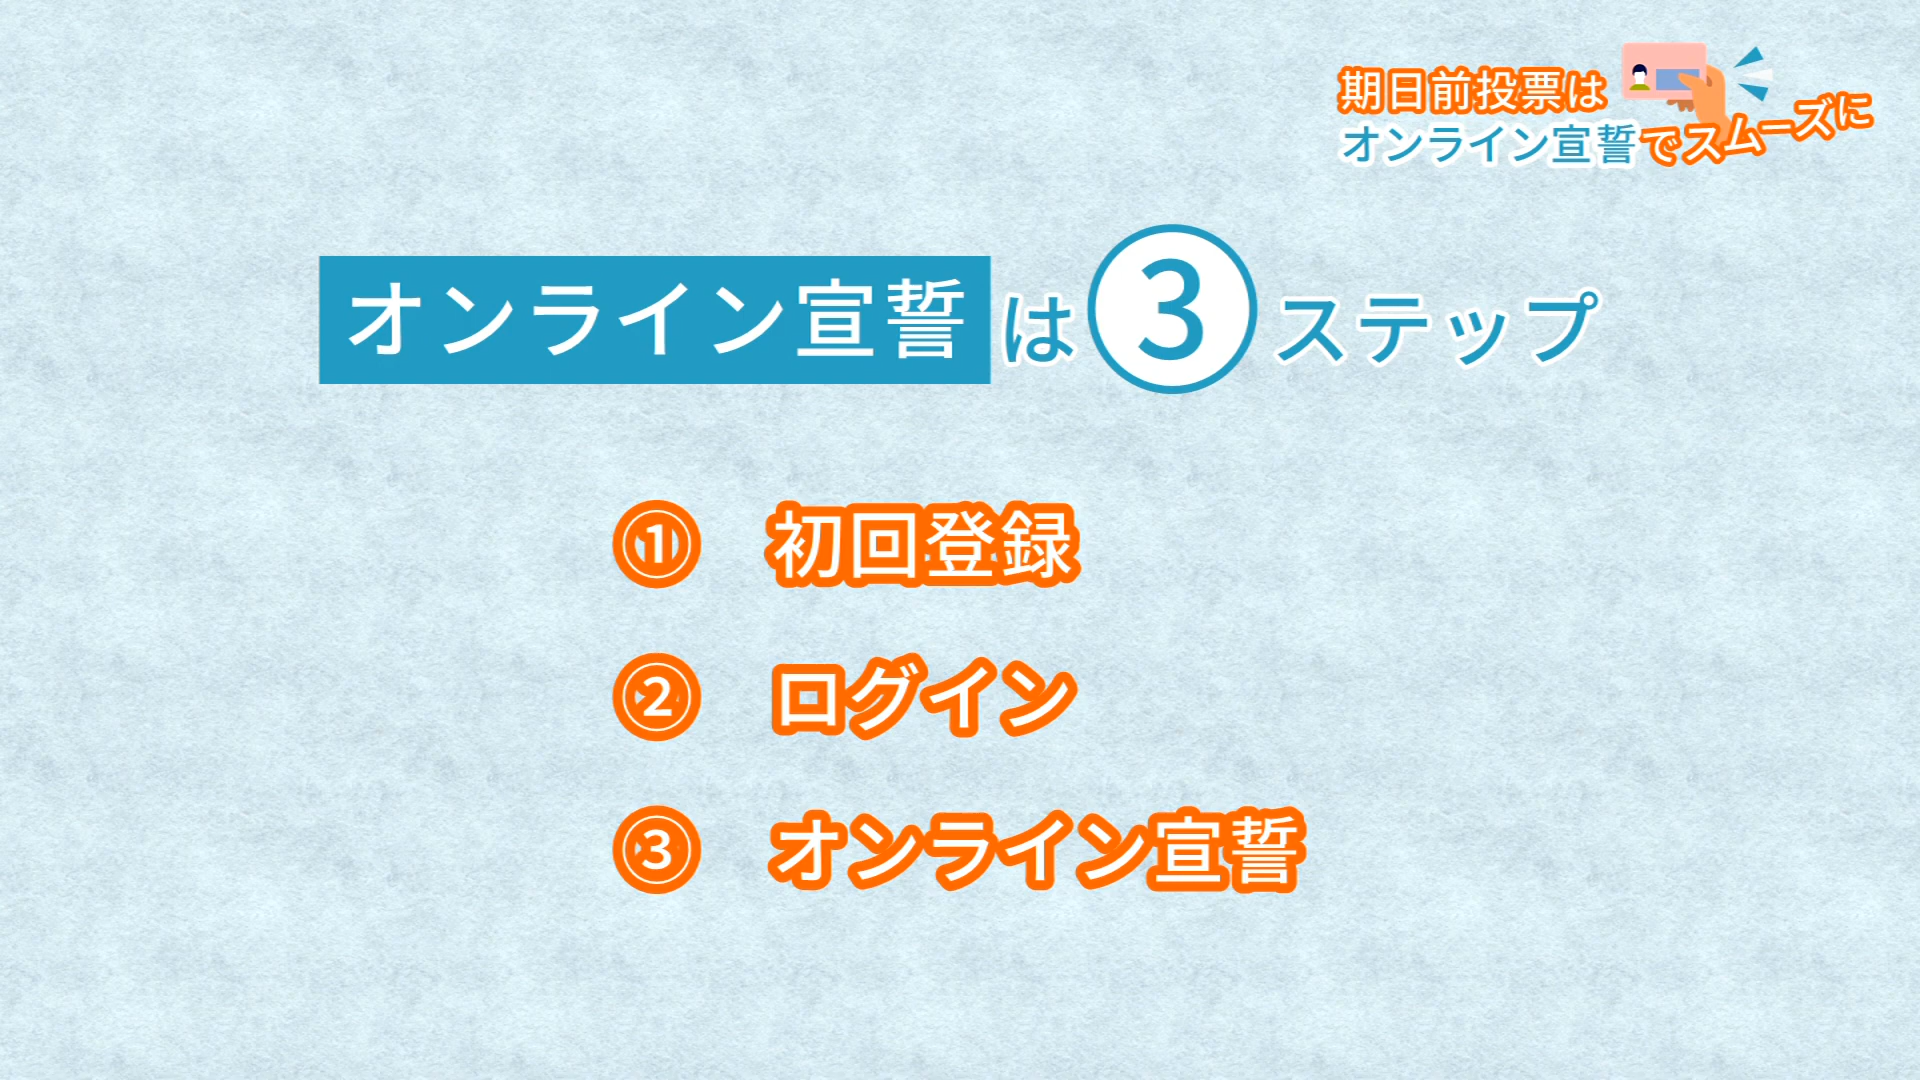 期日前投票は
オンライン宣誓でスムーズに
オンライン宣誓は3ステップ
① 初回登録
② ログイン
③ オンライン宣誓